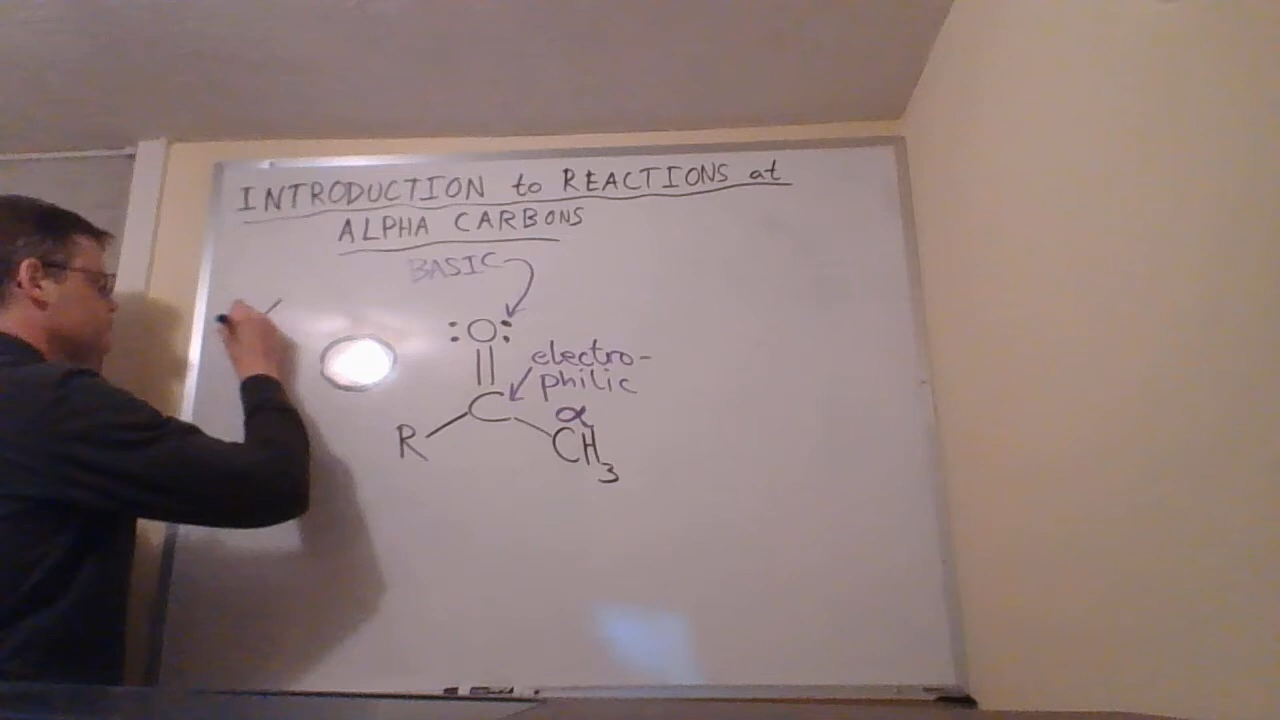 INTRODUCTION to REACTIONS at
ALPHA CARBONS
BASIC
:O:
electro-
philic
C
α
R
CH3